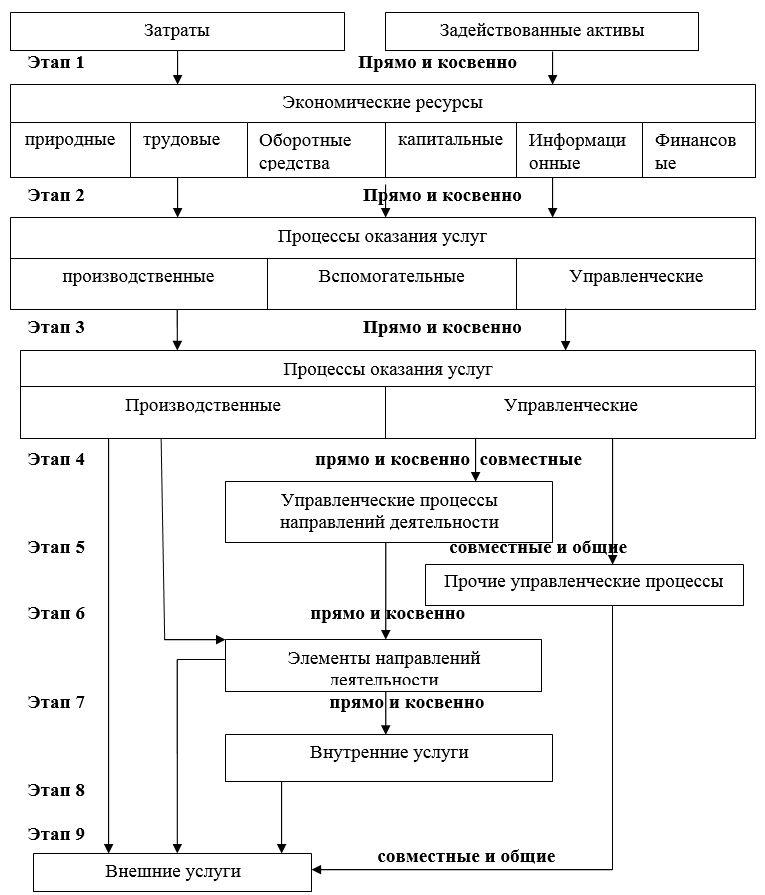 Затраты
Задействованные активы
Этап 1
Прямо и косвенно
Экономические ресурсы
природные
трудовые
Оборотные
средства
капитальные
Информаци
онные
Финансов
ые
Этап 2
Прямо и косвенно
Процессы оказания услуг
производственные
Вспомогательные
Управленческие
Этап 3
Прямо и косвенно
Процессы оказания услуг
Производственные
Управленческие
Этап 4
прямо и косвенно
совместные
Управленческие процессы
направлений деятельности
Этап 5
совместные и общие
Прочие управленческие процессы
Этап 6
прямо и косвенно
Элементы направлений
деятельности
Этап 7
прямо и косвенно
Внутренние услуги
Этап 8
Этап 9
совместные и общие
Внешние услуги